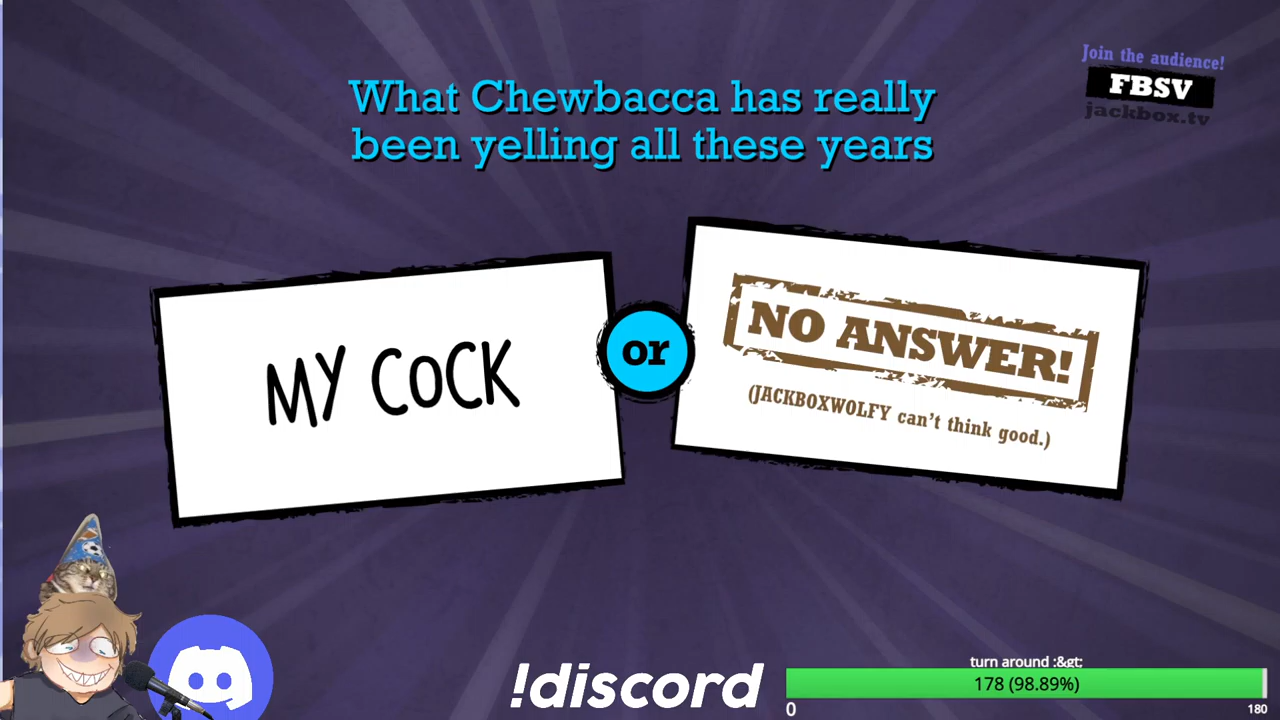 Join the audience!
FBSV
jackbox.tv
What Chewbacca has really
been yelling all these years
MY COCK
or
NO ANSWER!
(JACKBOXWOLFY can't think good.)
!discord
turn around :&gt;
178 (98.89%)
0
180